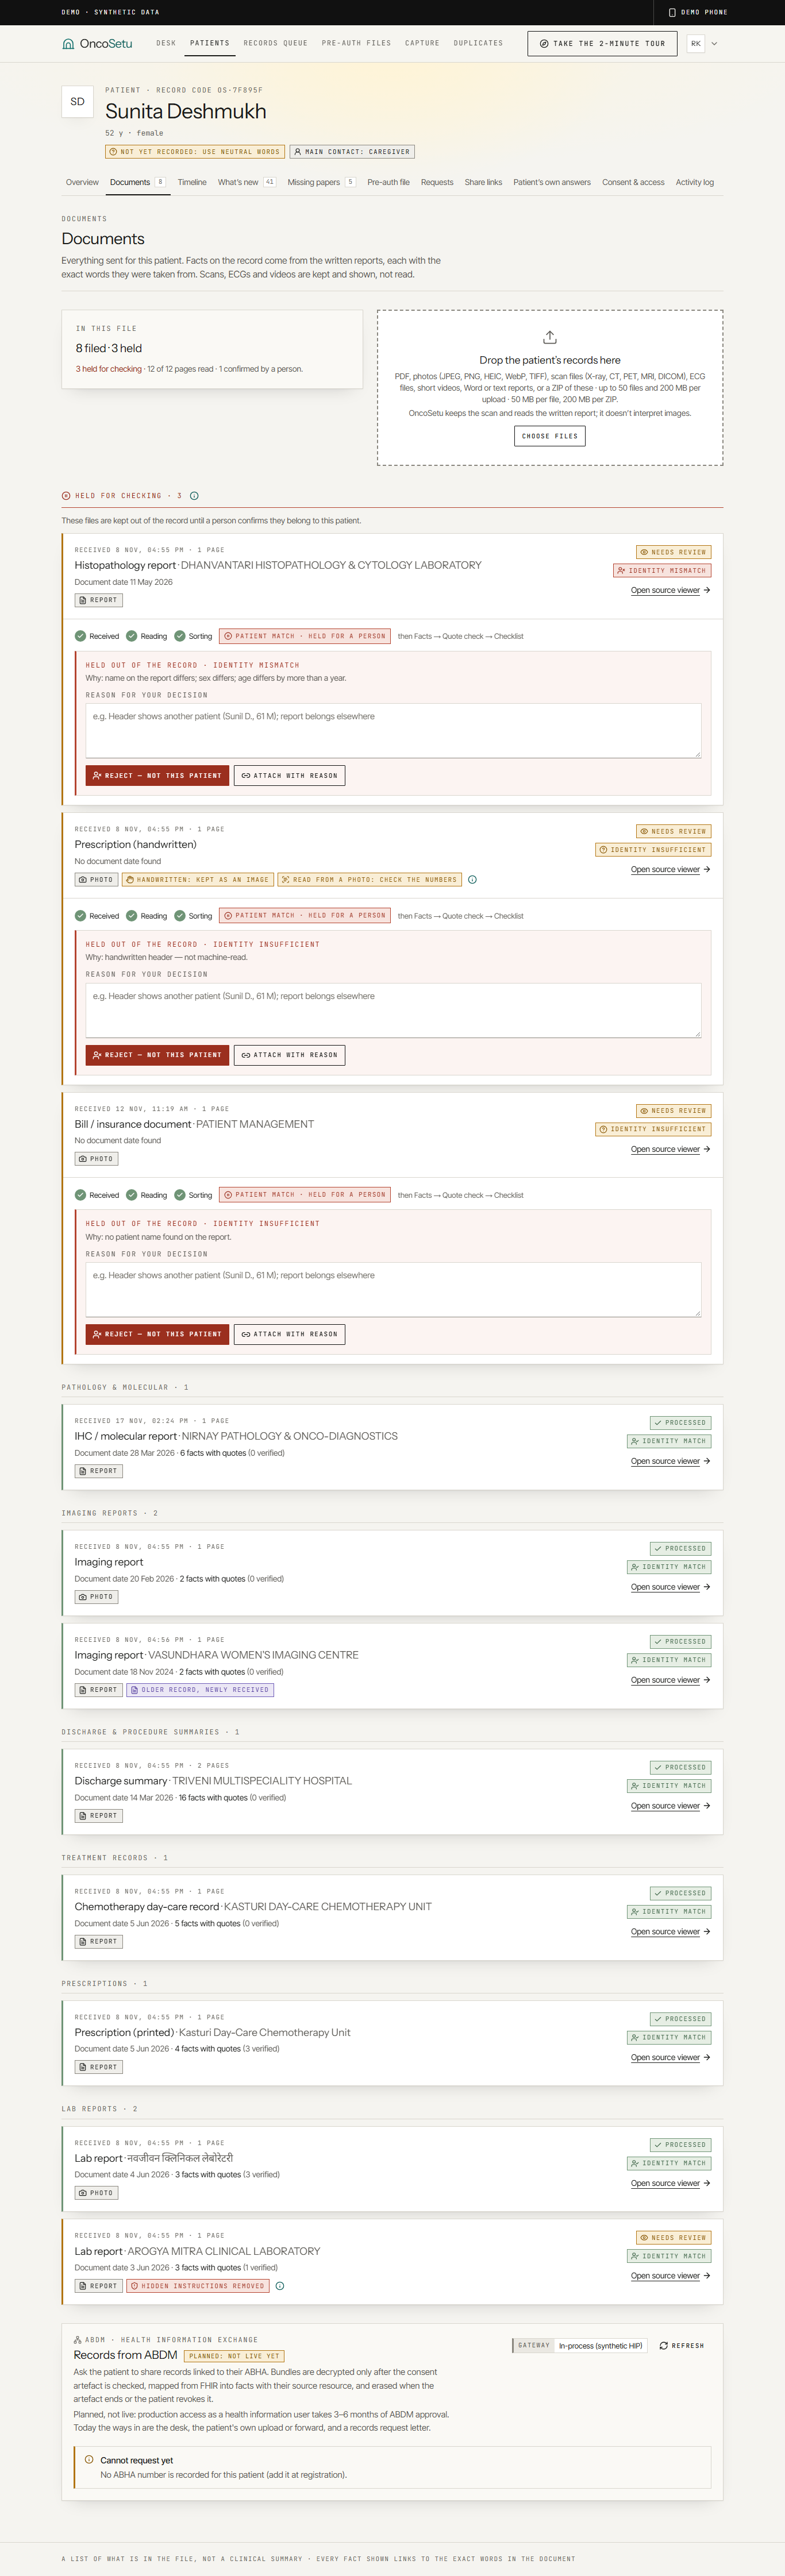 DEMO · SYNTHETIC DATA
DEMO PHONE
OncoSetu
DESK PATIENTS RECORDS QUEUE PRE-AUTH FILES CAPTURE DUPLICATES
TAKE THE 2-MINUTE TOUR
RK
SD
PATIENT · RECORD CODE OS-7F895F
Sunita Deshmukh
52 y · female
NOT YET RECORDED: USE NEUTRAL WORDS
MAIN CONTACT: CAREGIVER
Overview Documents 8 Timeline What's new 41 Missing papers 5 Pre-auth file Requests Share links Patient's own answers Consent & access Activity log
DOCUMENTS
Documents
Everything sent for this patient. Facts on the record come from the written reports, each with the
exact words they were taken from. Scans, ECGs and videos are kept and shown, not read.
IN THIS FILE
8 filed · 3 held
3 held for checking · 12 of 12 pages read · 1 confirmed by a person.
Drop the patient's records here
PDF, photos (JPEG, PNG, HEIC, WebP, TIFF), scan files (X-ray, CT, PET, MRI, DICOM), ECG
files, short videos, Word or text reports, or a ZIP of these · up to 50 files and 200 MB per
upload · 50 MB per file, 200 MB per ZIP.
OncoSetu keeps the scan and reads the written report; it doesn't interpret images.
CHOOSE FILES
HELD FOR CHECKING · 3
These files are kept out of the record until a person confirms they belong to this patient.
RECEIVED 8 NOV, 04:55 PM · 1 PAGE
Histopathology report · DHANVANTARI HISTOPATHOLOGY & CYTOLOGY LABORATORY
Document date 11 May 2026
REPORT
NEEDS REVIEW
IDENTITY MISMATCH
Open source viewer →
Received Reading Sorting PATIENT MATCH · HELD FOR A PERSON then Facts → Quote check → Checklist
HELD OUT OF THE RECORD · IDENTITY MISMATCH
Why: name on the report differs; sex differs; age differs by more than a year.
REASON FOR YOUR DECISION
e.g. Header shows another patient (Sunil D., 61 M); report belongs elsewhere
REJECT — NOT THIS PATIENT
ATTACH WITH REASON
RECEIVED 8 NOV, 04:55 PM · 1 PAGE
Prescription (handwritten)
No document date found
PHOTO
HANDWRITTEN: KEPT AS AN IMAGE
READ FROM A PHOTO: CHECK THE NUMBERS
NEEDS REVIEW
IDENTITY INSUFFICIENT
Open source viewer →
Received Reading Sorting PATIENT MATCH · HELD FOR A PERSON then Facts → Quote check → Checklist
HELD OUT OF THE RECORD · IDENTITY INSUFFICIENT
Why: handwritten header — not machine-read.
REASON FOR YOUR DECISION
e.g. Header shows another patient (Sunil D., 61 M); report belongs elsewhere
REJECT — NOT THIS PATIENT
ATTACH WITH REASON
RECEIVED 12 NOV, 11:19 AM · 1 PAGE
Bill / insurance document · PATIENT MANAGEMENT
No document date found
PHOTO
NEEDS REVIEW
IDENTITY INSUFFICIENT
Open source viewer →
Received Reading Sorting PATIENT MATCH · HELD FOR A PERSON then Facts → Quote check → Checklist
HELD OUT OF THE RECORD · IDENTITY INSUFFICIENT
Why: no patient name found on the report.
REASON FOR YOUR DECISION
e.g. Header shows another patient (Sunil D., 61 M); report belongs elsewhere
REJECT — NOT THIS PATIENT
ATTACH WITH REASON
PATHOLOGY & MOLECULAR · 1
RECEIVED 17 NOV, 02:24 PM · 1 PAGE
IHC / molecular report · NIRNAY PATHOLOGY & ONCO-DIAGNOSTICS
Document date 28 Mar 2026 · 6 facts with quotes (0 verified)
REPORT
PROCESSED
IDENTITY MATCH
Open source viewer →
IMAGING REPORTS · 2
RECEIVED 8 NOV, 04:55 PM · 1 PAGE
Imaging report
Document date 20 Feb 2026 · 2 facts with quotes (0 verified)
PHOTO
PROCESSED
IDENTITY MATCH
Open source viewer →
RECEIVED 8 NOV, 04:56 PM · 1 PAGE
Imaging report · VASUNDHARA WOMEN'S IMAGING CENTRE
Document date 18 Nov 2024 · 2 facts with quotes (0 verified)
REPORT
OLDER RECORD, NEWLY RECEIVED
PROCESSED
IDENTITY MATCH
Open source viewer →
DISCHARGE & PROCEDURE SUMMARIES · 1
RECEIVED 8 NOV, 04:55 PM · 2 PAGES
Discharge summary · TRIVENI MULTISPECIALITY HOSPITAL
Document date 14 Mar 2026 · 16 facts with quotes (0 verified)
REPORT
PROCESSED
IDENTITY MATCH
Open source viewer →
TREATMENT RECORDS · 1
RECEIVED 8 NOV, 04:55 PM · 1 PAGE
Chemotherapy day-care record · KASTURI DAY-CARE CHEMOTHERAPY UNIT
Document date 5 Jun 2026 · 5 facts with quotes (0 verified)
REPORT
PROCESSED
IDENTITY MATCH
Open source viewer →
PRESCRIPTIONS · 1
RECEIVED 8 NOV, 04:55 PM · 1 PAGE
Prescription (printed) · Kasturi Day-Care Chemotherapy Unit
Document date 5 Jun 2026 · 4 facts with quotes (3 verified)
REPORT
PROCESSED
IDENTITY MATCH
Open source viewer →
LAB REPORTS · 2
RECEIVED 8 NOV, 04:55 PM · 1 PAGE
Lab report · नवजीवन क्लिनिकल लेबोरेटरी
Document date 4 Jun 2026 · 3 facts with quotes (3 verified)
PHOTO
PROCESSED
IDENTITY MATCH
Open source viewer →
RECEIVED 8 NOV, 04:55 PM · 1 PAGE
Lab report · AROGYA MITRA CLINICAL LABORATORY
Document date 3 Jun 2026 · 3 facts with quotes (1 verified)
REPORT
HIDDEN INSTRUCTIONS REMOVED
NEEDS REVIEW
IDENTITY MATCH
Open source viewer →
ABDM · HEALTH INFORMATION EXCHANGE
Records from ABDM PLANNED: NOT LIVE YET
GATEWAY In-process (synthetic HIP)
REFRESH
Ask the patient to share records linked to their ABHA. Bundles are decrypted only after the consent
artefact is checked, mapped from FHIR into facts with their source resource, and erased when the
artefact ends or the patient revokes it.
Planned, not live: production access as a health information user takes 3–6 months of ABDM approval.
Today the ways in are the desk, the patient's own upload or forward, and a records request letter.
Cannot request yet
No ABHA number is recorded for this patient (add it at registration).
A LIST OF WHAT IS IN THE FILE, NOT A CLINICAL SUMMARY · EVERY FACT SHOWN LINKS TO THE EXACT WORDS IN THE DOCUMENT